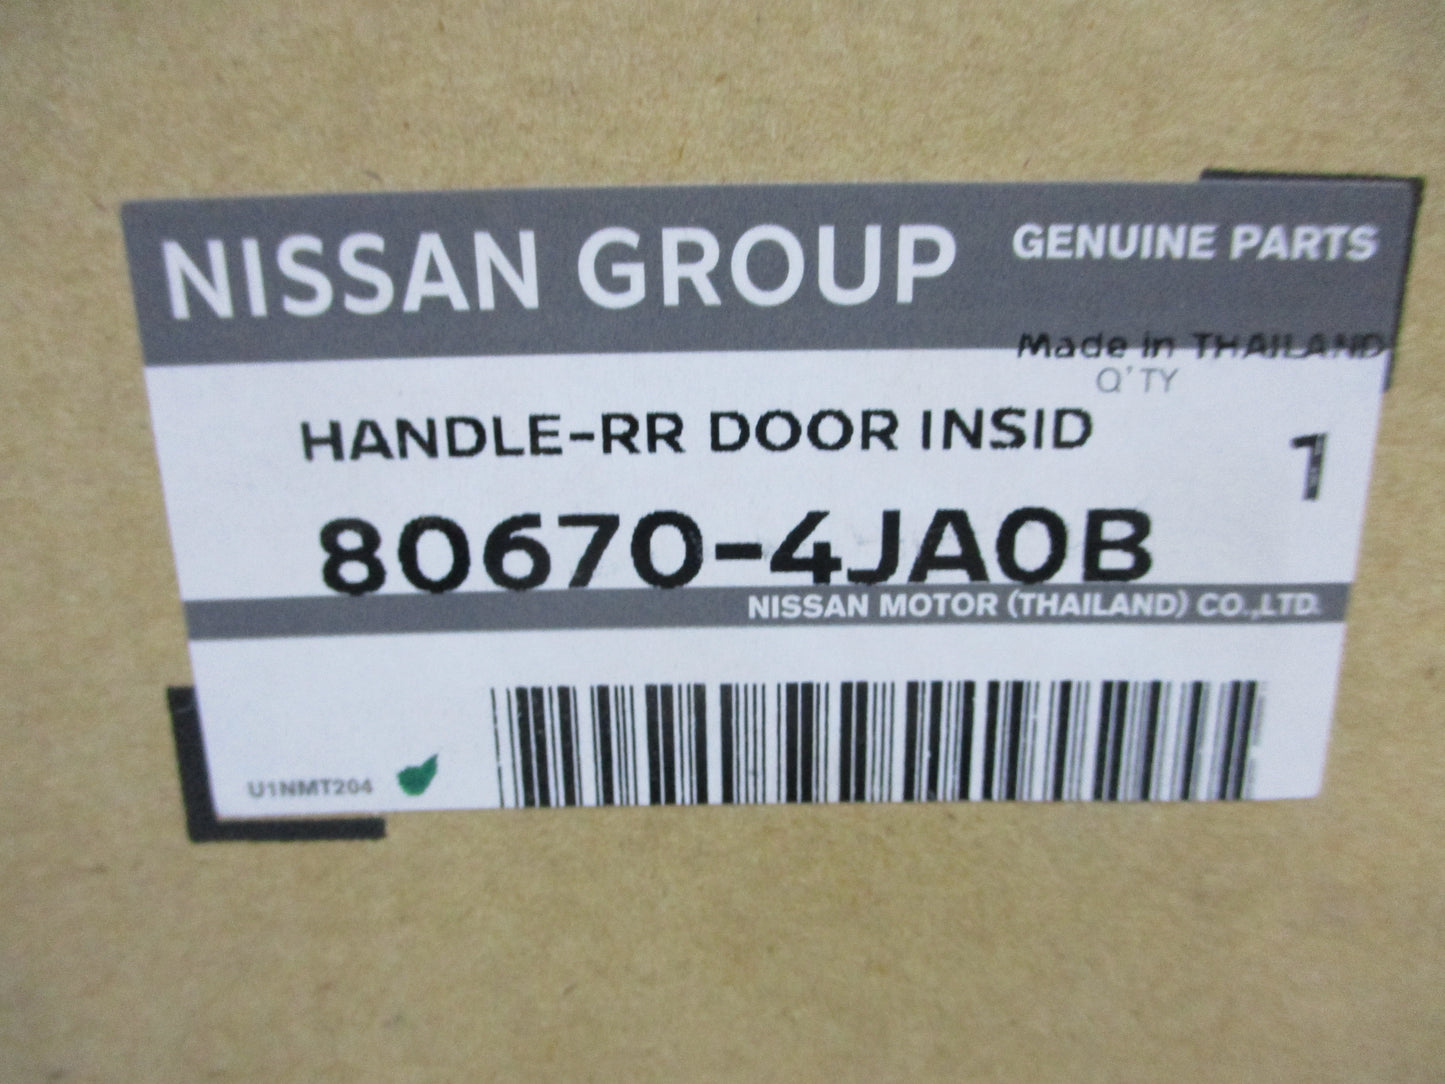 NISSAN GROUP GENUINE PARTS
Made in THAILAND
Q'TY
HANDLE-RR DOOR INSID 1
80670-4JA0B
NISSAN MOTOR (THAILAND) CO.,LTD.
U1NMT204